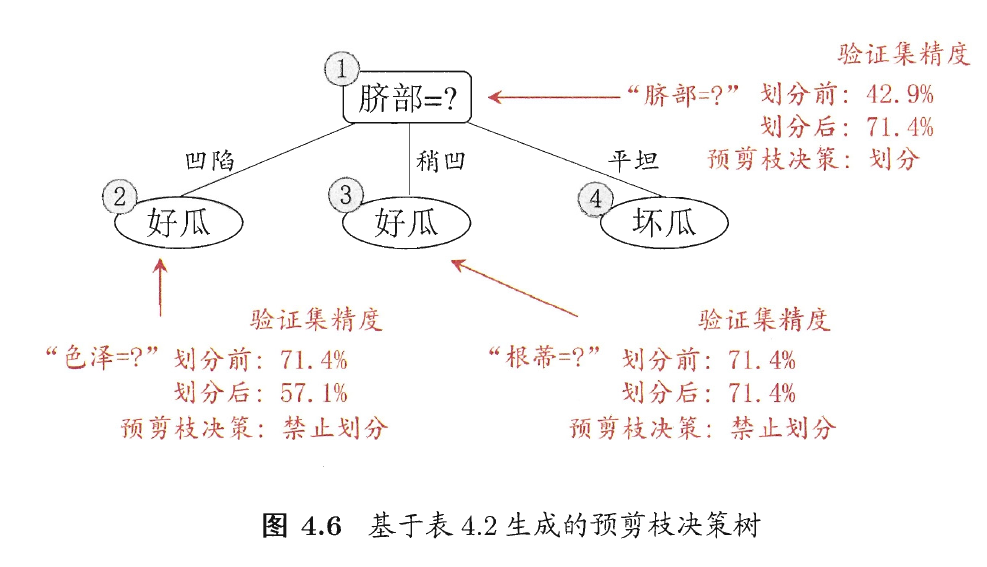 验证集精度
“脐部=?” 划分前: 42.9%
划分后: 71.4%
预剪枝决策: 划分
1
脐部=?
凹陷
稍凹
平坦
2
好瓜
3
好瓜
4
坏瓜
验证集精度
“色泽=?” 划分前: 71.4%
划分后: 57.1%
预剪枝决策: 禁止划分
验证集精度
“根蒂=?” 划分前: 71.4%
划分后: 71.4%
预剪枝决策: 禁止划分
图 4.6 基于表 4.2 生成的预剪枝决策树